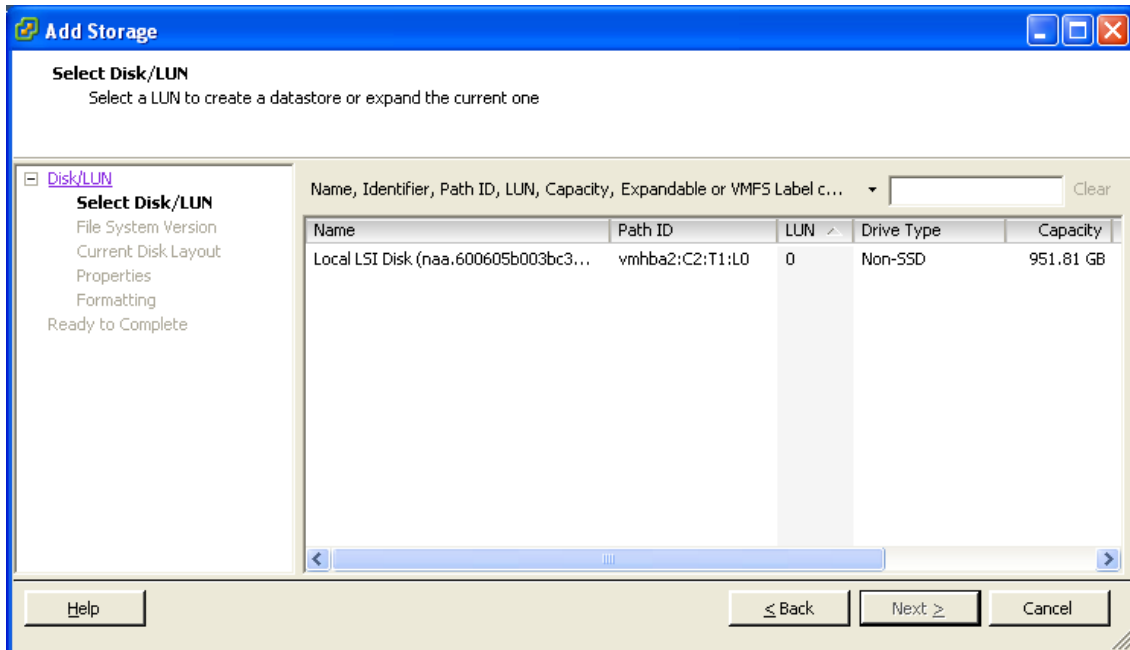 Add Storage
Select Disk/LUN
Select a LUN to create a datastore or expand the current one
Disk/LUN
Select Disk/LUN
File System Version
Current Disk Layout
Properties
Formatting
Ready to Complete
Name, Identifier, Path ID, LUN, Capacity, Expandable or VMFS Label c... Clear
Name Path ID LUN Drive Type Capacity
Local LSI Disk (naa.600605b003bc3... vmhba2:C2:T1:L0 0 Non-SSD 951.81 GB
Help < Back Next > Cancel